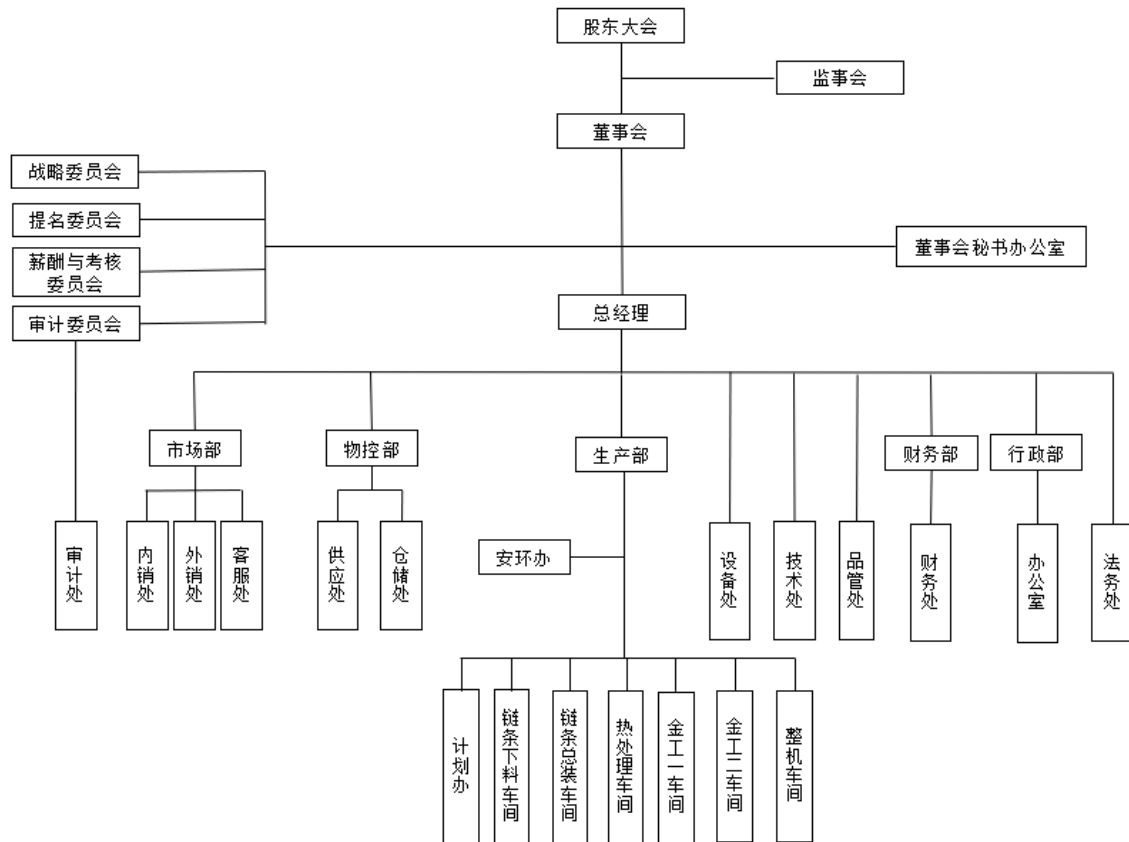 股东大会
监事会
董事会
战略委员会
提名委员会
薪酬与考核
委员会
审计委员会
董事会秘书办公室
总经理
市场部
物控部
生产部
财务部
行政部
审计处
内销处
外销处
客服处
供应处
仓储处
安环办
设备处
技术处
品管处
财务处
办公室
法务处
计划办
链条下料车间
链条总装车间
热处理车间
金工一车间
金工二车间
整机车间